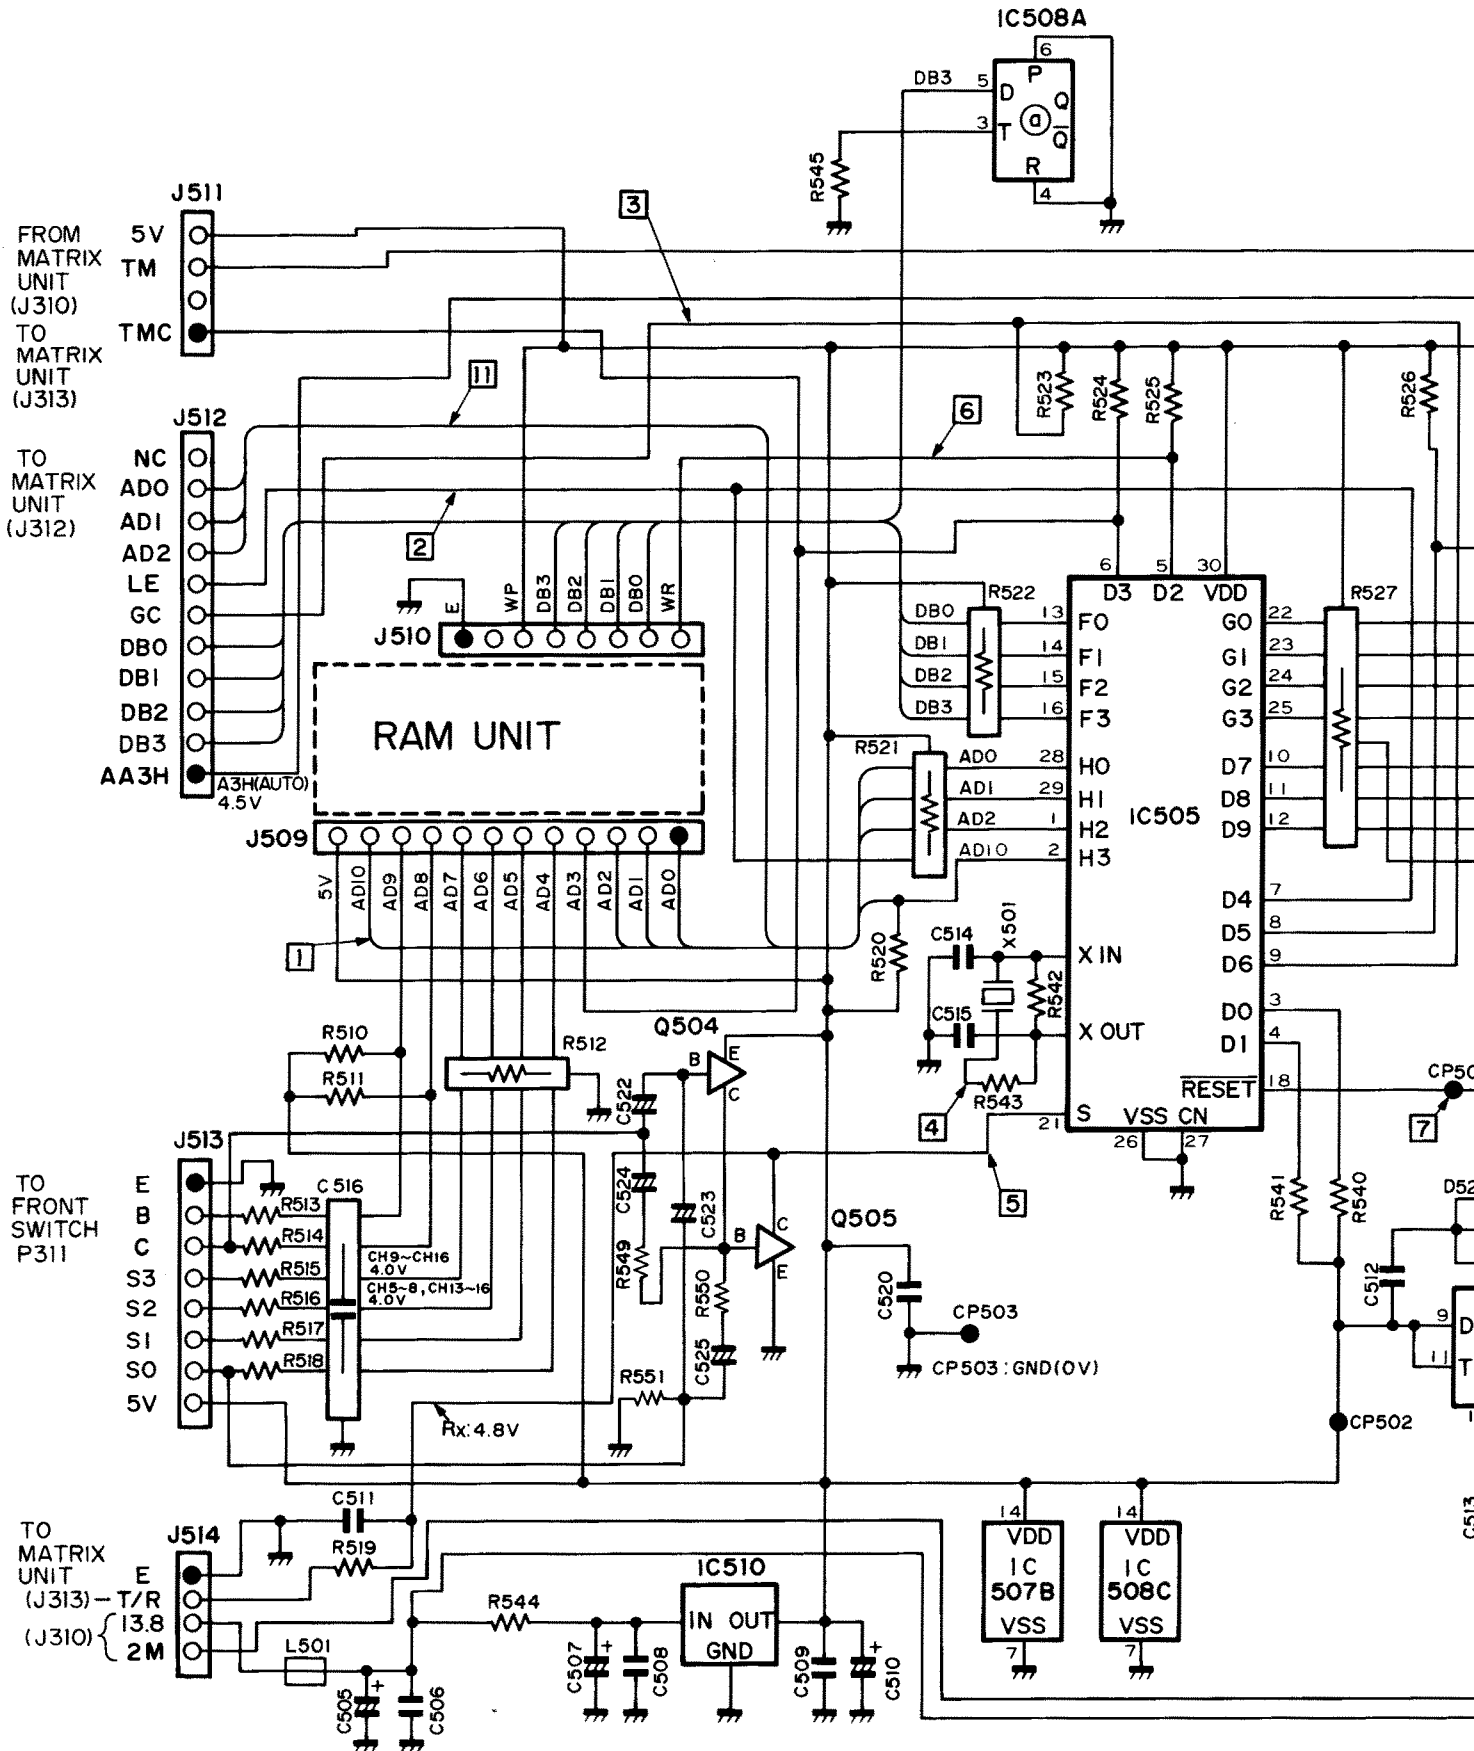 IC508A
6
P
DB3
5
D
Q
a
3
T
Q
R
4
R545
J511
FROM
MATRIX
UNIT
(J310)
TO
MATRIX
UNIT
(J313)
5V
TM
TMC
3
11
6
2
R523
R524
R525
R526
J512
TO
MATRIX
UNIT
(J312)
NC
AD0
AD1
AD2
LE
GC
DB0
DB1
DB2
DB3
AA3H
A3H(AUTO)
4.5V
E
WP
DB3
DB2
DB1
DB0
WR
J510
RAM UNIT
J509
5V
AD10
AD9
AD8
AD7
AD6
AD5
AD4
AD3
AD2
AD1
AD0
1
R522
DB0
DB1
DB2
DB3
R521
AD0
AD1
AD2
AD10
R520
6
5
30
D3
D2
VDD
13
F0
14
F1
15
F2
16
F3
28
H0
29
H1
1
H2
2
H3
IC505
X IN
X OUT
S
21
VSS
CN
26
27
G0
22
G1
23
G2
24
G3
25
D7
10
D8
11
D9
12
D4
7
D5
8
D6
9
D0
3
D1
4
RESET
18
R527
C514
X501
R542
C515
R543
4
5
7
R510
R511
R512
Q504
B
E
C
C522
C524
C523
R549
R550
C525
R551
Q505
B
C
E
C520
CP503
CP503:GND(0V)
J513
TO
FRONT
SWITCH
P311
E
B
C
S3
S2
S1
S0
5V
R513
R514
R515
R516
R517
R518
C516
CH9~CH16
4.0V
CH5~8,CH13~16
4.0V
Rx:4.8V
R541
R540
C512
9
D
11
T
CP502
TO
MATRIX
UNIT
(J313)
(J310)
J514
E
T/R
13.8
2M
C511
R519
L501
C505
+
C506
R544
C507
+
C508
IC510
IN OUT
GND
C509
C510
+
14
VDD
IC
507B
VSS
7
14
VDD
IC
508C
VSS
7
C513